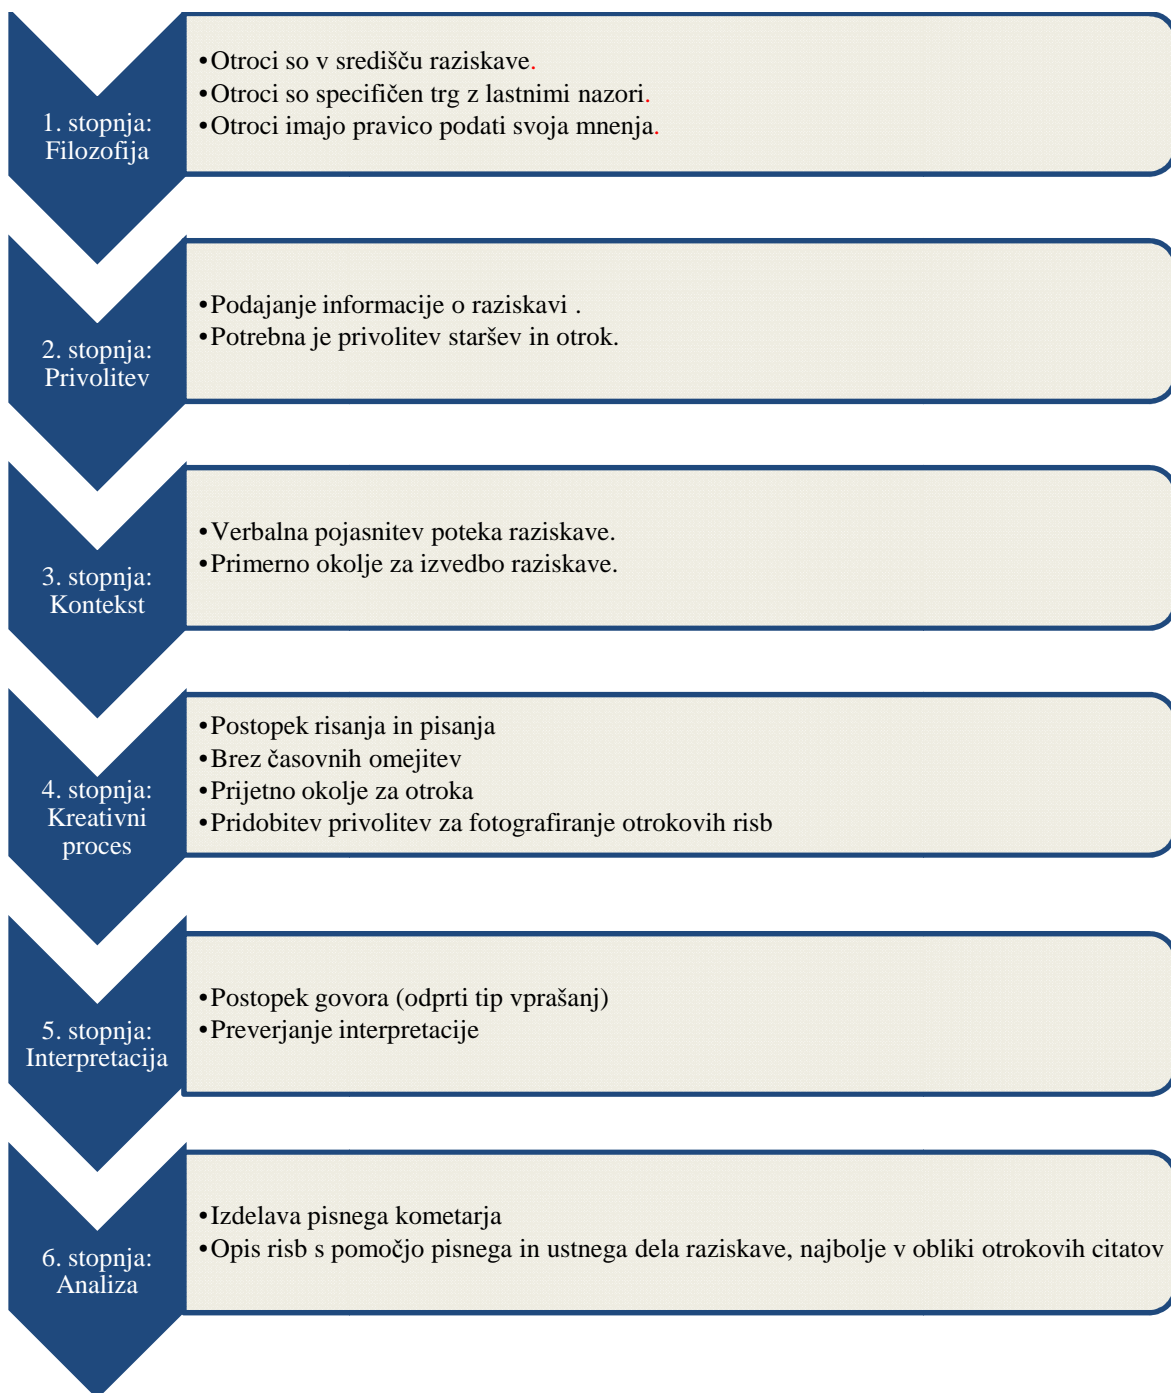 1. stopnja:
Filozofija
•Otroci so v središču raziskave.
•Otroci so specifičen trg z lastnimi nazori.
•Otroci imajo pravico podati svoja mnenja.
2. stopnja:
Privolitev
•Podajanje informacije o raziskavi .
•Potrebna je privolitev staršev in otrok.
3. stopnja:
Kontekst
•Verbalna pojasnitev poteka raziskave.
•Primerno okolje za izvedbo raziskave.
4. stopnja:
Kreativni
proces
•Postopek risanja in pisanja
•Brez časovnih omejitev
•Prijetno okolje za otroka
•Pridobitev privolitev za fotografiranje otrokovih risb
5. stopnja:
Interpretacija
•Postopek govora (odprti tip vprašanj)
•Preverjanje interpretacije
6. stopnja:
Analiza
•Izdelava pisnega kometarja
•Opis risb s pomočjo pisnega in ustnega dela raziskave, najbolje v obliki otrokovih citatov